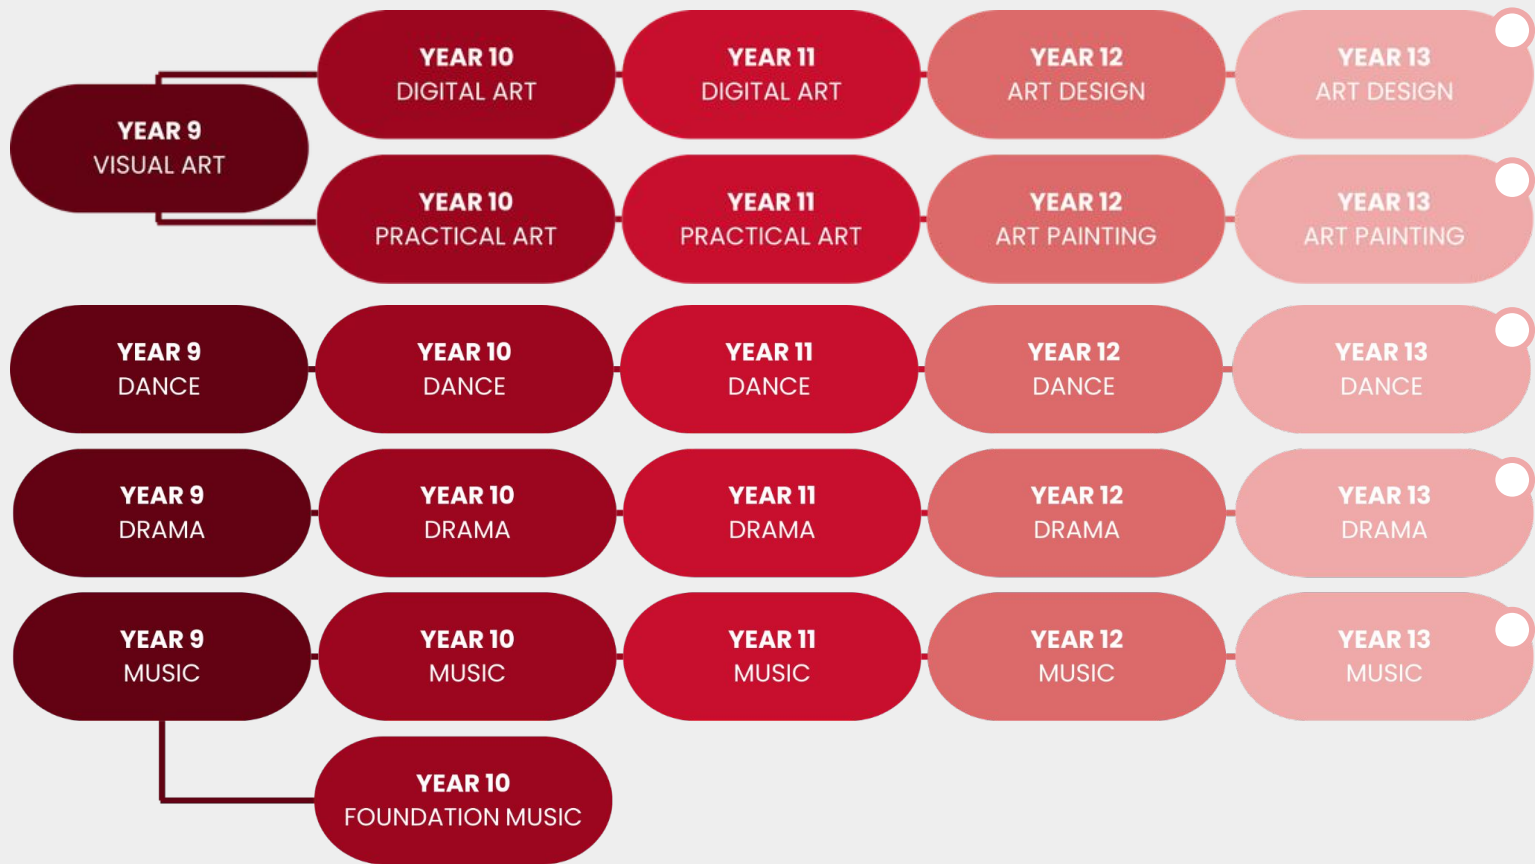 YEAR 10
DIGITAL ART
YEAR 11
DIGITAL ART
YEAR 12
ART DESIGN
YEAR 13
ART DESIGN
YEAR 9
VISUAL ART
YEAR 10
PRACTICAL ART
YEAR 11
PRACTICAL ART
YEAR 12
ART PAINTING
YEAR 13
ART PAINTING
YEAR 9
DANCE
YEAR 10
DANCE
YEAR 11
DANCE
YEAR 12
DANCE
YEAR 13
DANCE
YEAR 9
DRAMA
YEAR 10
DRAMA
YEAR 11
DRAMA
YEAR 12
DRAMA
YEAR 13
DRAMA
YEAR 9
MUSIC
YEAR 10
MUSIC
YEAR 11
MUSIC
YEAR 12
MUSIC
YEAR 13
MUSIC
YEAR 10
FOUNDATION MUSIC